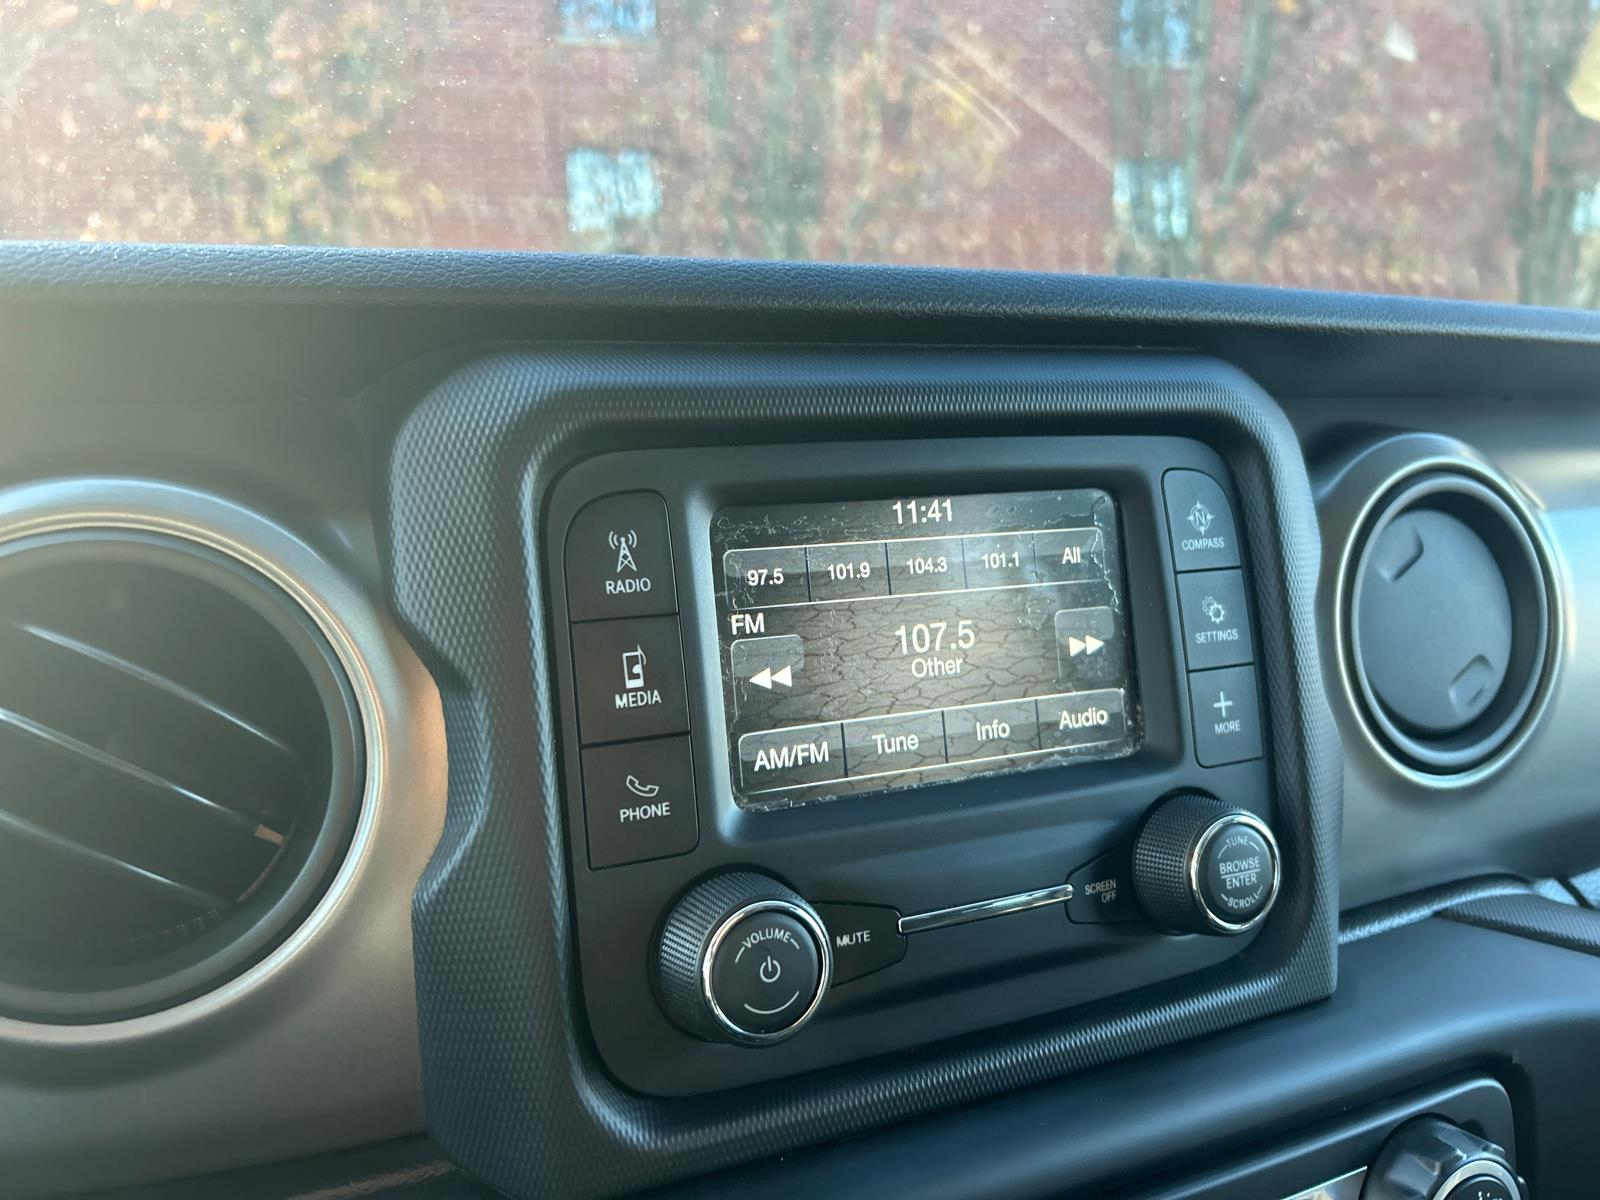 11:41
97.5 101.9 104.3 101.1 All
FM
107.5
Other
AM/FM Tune Info Audio
RADIO
MEDIA
PHONE
N
COMPASS
SETTINGS
MORE
VOLUME
MUTE
SCREEN
OFF
TUNE
BROWSE
ENTER
SCROLL